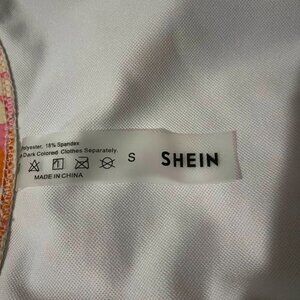 Polyester, 18% Spandex
Dark Colored Clothes Separately.
S
SHEIN
MADE IN CHINA